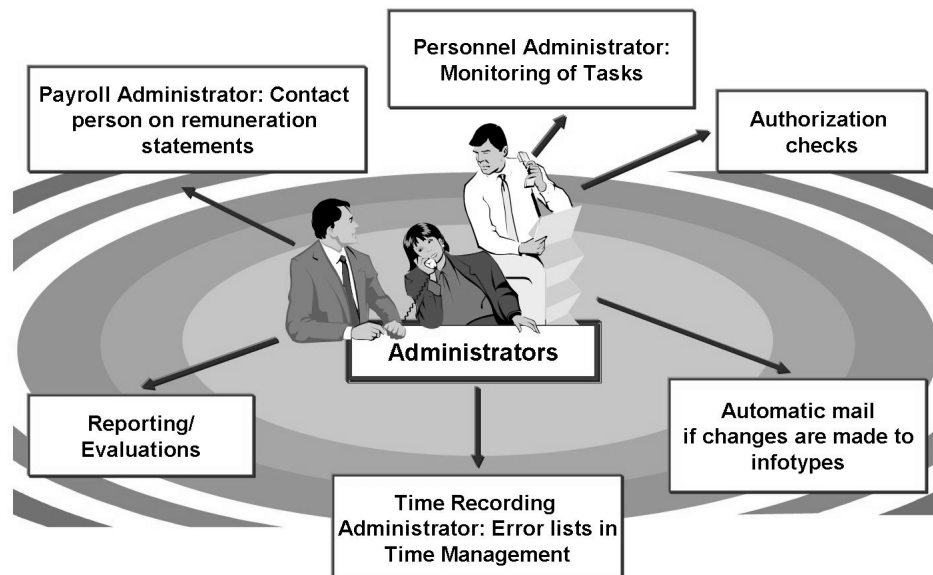 Personnel Administrator:
Monitoring of Tasks
Payroll Administrator: Contact
person on remuneration
statements
Authorization
checks
Administrators
Reporting/
Evaluations
Automatic mail
if changes are made to
infotypes
Time Recording
Administrator: Error lists in
Time Management